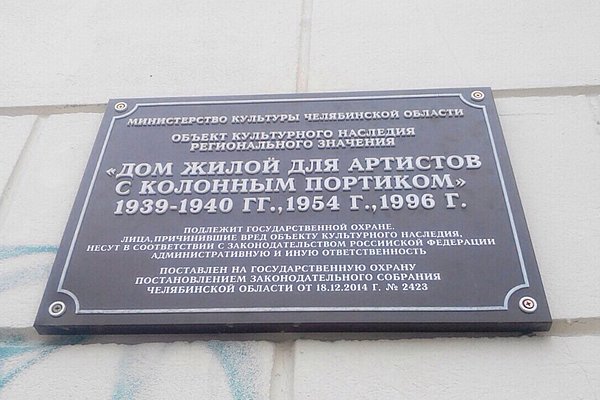 МИНИСТЕРСТВО КУЛЬТУРЫ ЧЕЛЯБИНСКОЙ ОБЛАСТИ
ОБЪЕКТ КУЛЬТУРНОГО НАСЛЕДИЯ
РЕГИОНАЛЬНОГО ЗНАЧЕНИЯ
«ДОМ ЖИЛОЙ ДЛЯ АРТИСТОВ
С КОЛОННЫМ ПОРТИКОМ»
1939-1940 ГГ.,1954 Г.,1996 Г.
ПОДЛЕЖИТ ГОСУДАРСТВЕННОЙ ОХРАНЕ.
ЛИЦА,ПРИЧИНИВШИЕ ВРЕД ОБЪЕКТУ КУЛЬТУРНОГО НАСЛЕДИЯ,
НЕСУТ В СООТВЕТСТВИИ С ЗАКОНОДАТЕЛЬСТВОМ РОССИЙСКОЙ ФЕДЕРАЦИИ
АДМИНИСТРАТИВНУЮ И ИНУЮ ОТВЕТСТВЕННОСТЬ
ПОСТАВЛЕН НА ГОСУДАРСТВЕННУЮ ОХРАНУ
ПОСТАНОВЛЕНИЕМ ЗАКОНОДАТЕЛЬНОГО СОБРАНИЯ
ЧЕЛЯБИНСКОЙ ОБЛАСТИ ОТ 18.12.2014 Г. № 2423